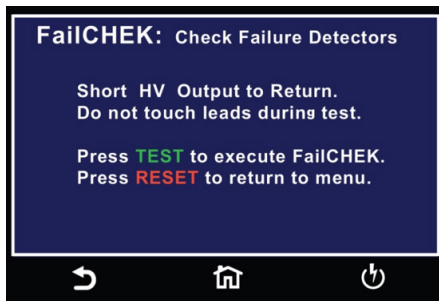 FailCHEK: Check Failure Detectors
Short HV Output to Return.
Do not touch leads during test.
Press TEST to execute FailCHEK.
Press RESET to return to menu.